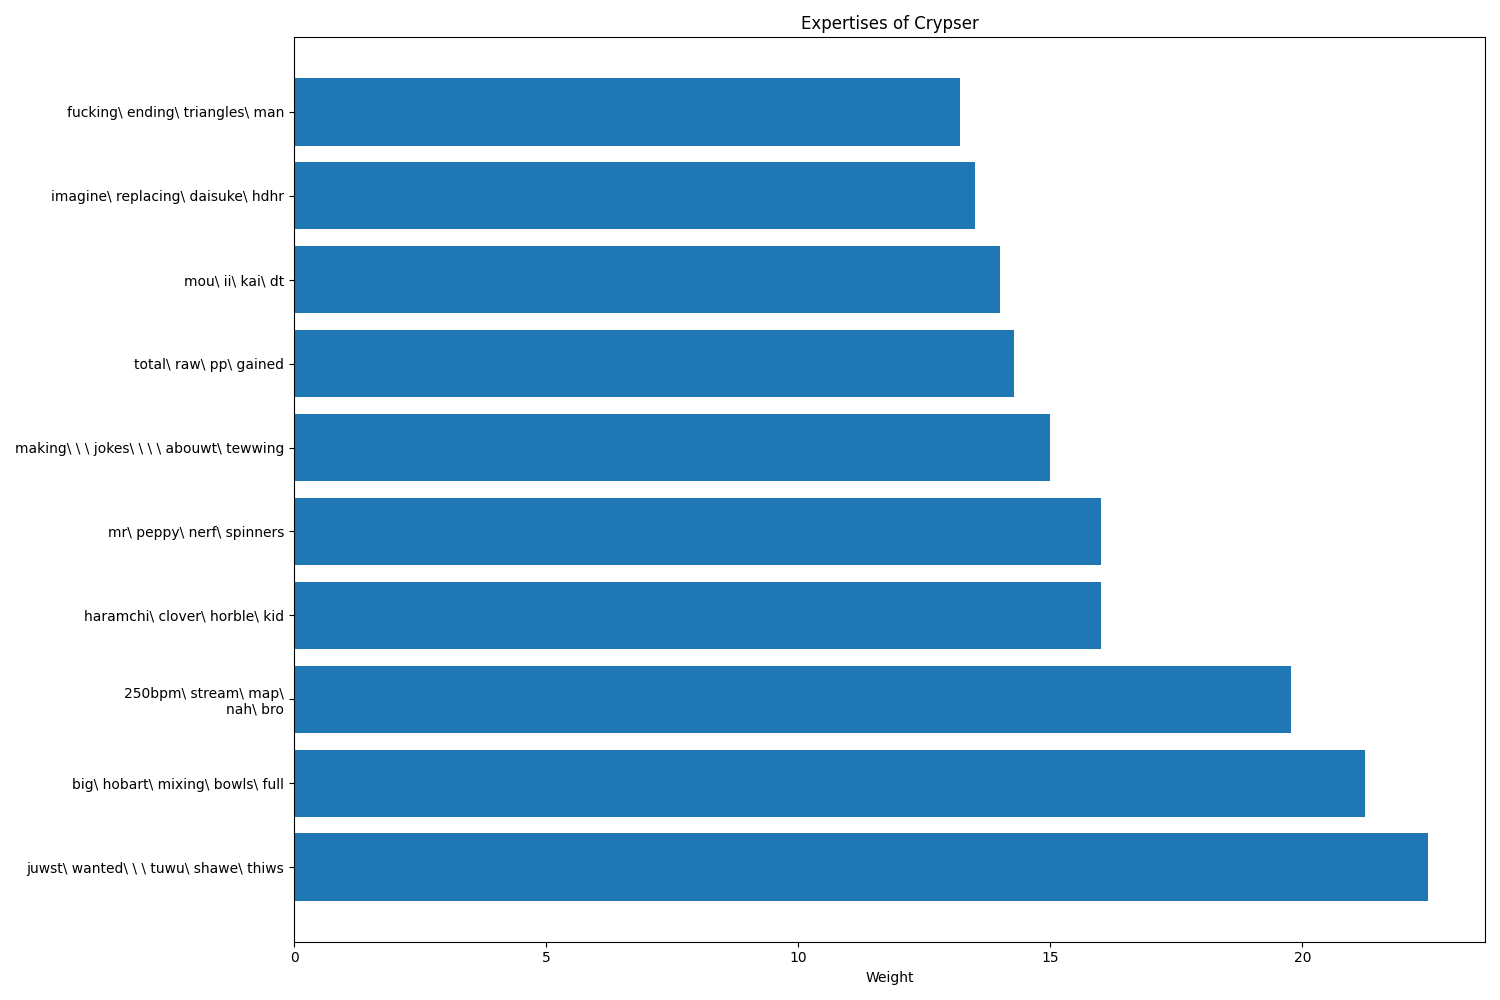 Expertises of Crypser
fucking\ ending\ triangles\ man
imagine\ replacing\ daisuke\ hdhr
mou\ ii\ kai\ dt
total\ raw\ pp\ gained
making\ \ \ jokes\ \ \ \ abouwt\ tewwing
mr\ peppy\ nerf\ spinners
haramchi\ clover\ horble\ kid
250bpm\ stream\ map\
nah\ bro
big\ hobart\ mixing\ bowls\ full
juwst\ wanted\ \ \ tuwu\ shawe\ thiws
0 5 10 15 20
Weight